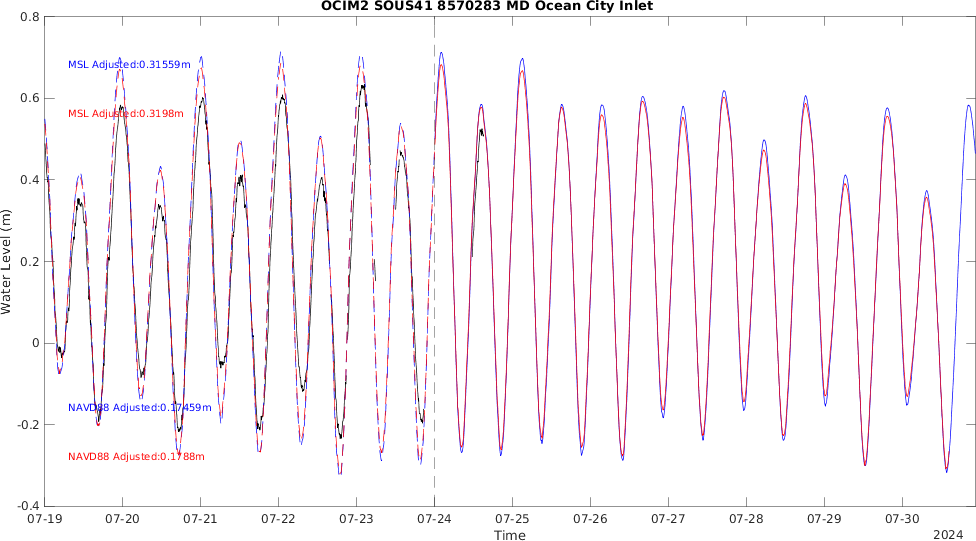 OCIM2 SOUS41 8570283 MD Ocean City Inlet
0.8
0.6
0.4
0.2
0
-0.2
-0.4
Water Level (m)
MSL Adjusted:0.31559m
MSL Adjusted:0.3198m
NAVD88 Adjusted:0.17459m
NAVD88 Adjusted:0.1788m
07-19 07-20 07-21 07-22 07-23 07-24 07-25 07-26 07-27 07-28 07-29 07-30
Time
2024